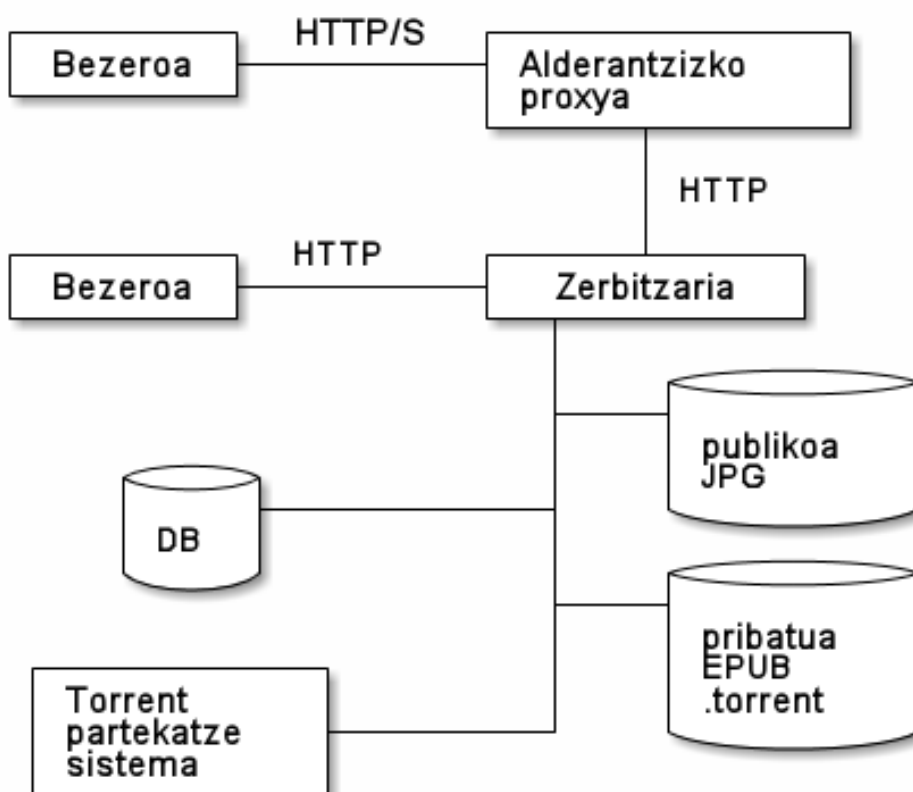 HTTP/S
Bezeroa
Alderantzizko
proxya
HTTP
HTTP
Bezeroa
Zerbitzaria
publikoa
JPG
DB
pribatua
EPUB
.torrent
Torrent
partekatze
sistema